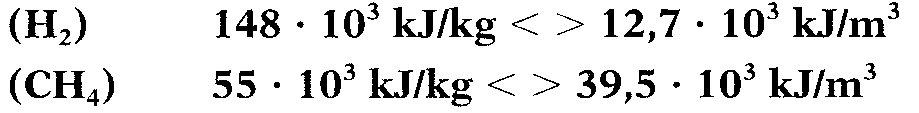 (H₂) 148 · 10³ kJ/kg < > 12,7 · 10³ kJ/m³
(CH₄) 55 · 10³ kJ/kg < > 39,5 · 10³ kJ/m³